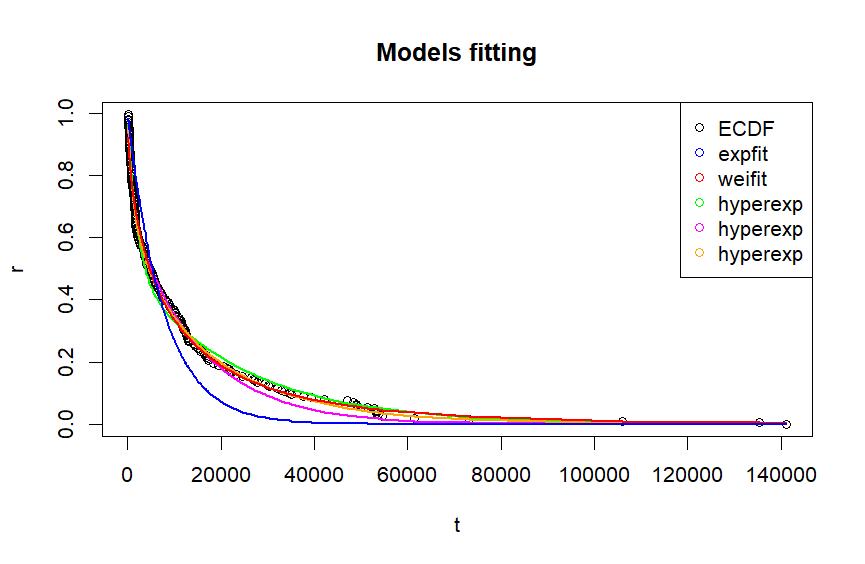 Models fitting
ECDF
expfit
weifit
hyperexp
hyperexp
hyperexp
1.0
0.8
0.6
0.4
0.2
0.0
r
0 20000 40000 60000 80000 100000 120000 140000
t